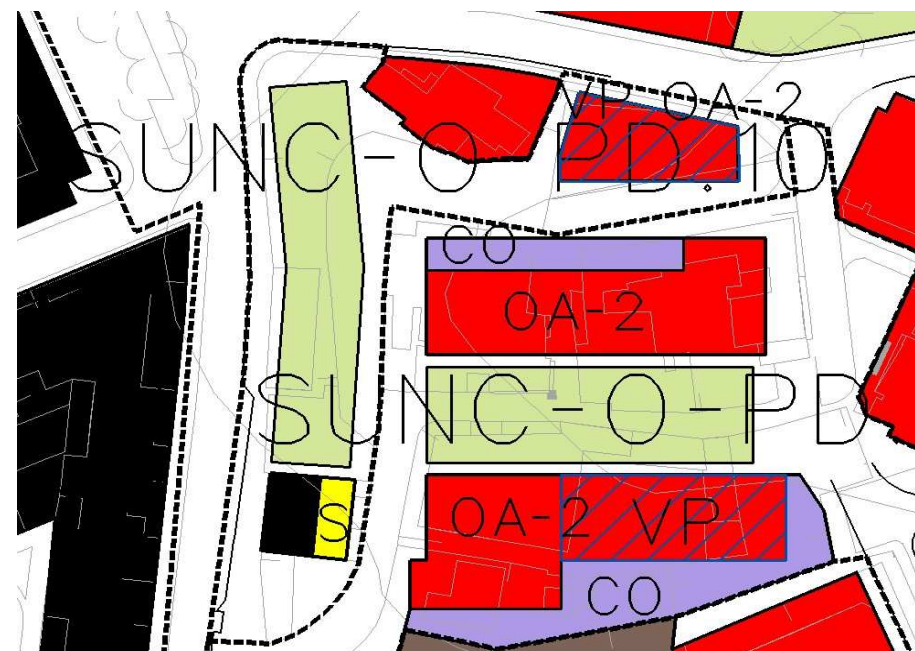 VP OA-2
SUNC-O PD.10
CO
OA-2
SUNC-O-PD
S
OA-2 VP
CO